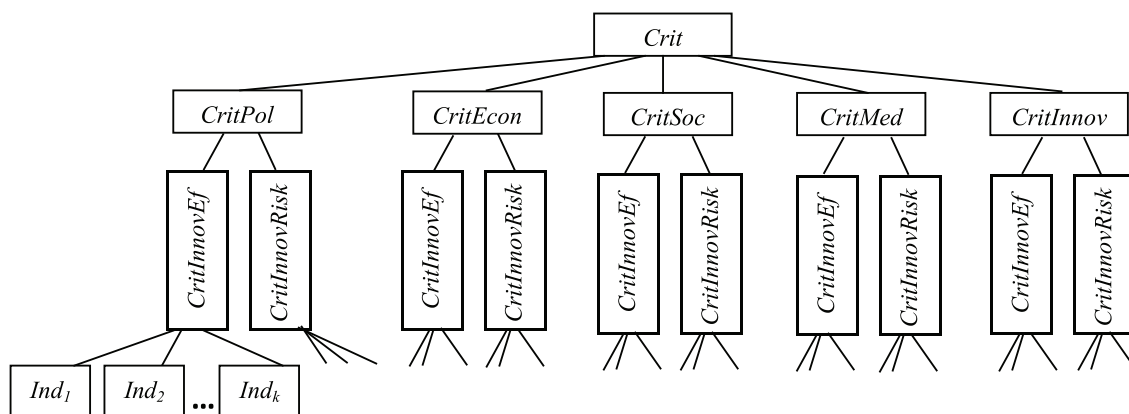 Crit
CritPol
CritEcon
CritSoc
CritMed
CritInnov
CritInnovEf
CritInnovRisk
CritInnovEf
CritInnovRisk
CritInnovEf
CritInnovRisk
CritInnovEf
CritInnovRisk
CritInnovEf
CritInnovRisk
Ind₁
Ind₂
...
Indₖ